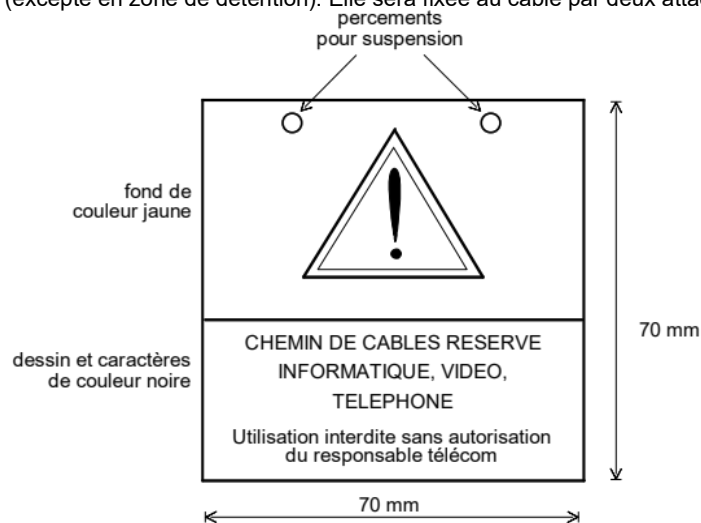 (excepté en zone de détention). Elle sera fixée au câble par deux
percements
pour suspension
fond de
couleur jaune
CHEMIN DE CABLES RESERVE
INFORMATIQUE, VIDEO,
TELEPHONE
Utilisation interdite sans autorisation
du responsable télécom
dessin et caractères
de couleur noire
70 mm
70 mm